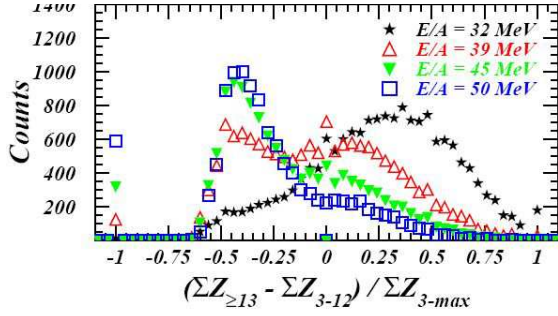 1400
1200
1000
800
600
400
200
Counts
E/A = 32 MeV
E/A = 39 MeV
E/A = 45 MeV
E/A = 50 MeV
-1 -0.75 -0.5 -0.25 0 0.25 0.5 0.75 1
(ΣZ≥13 - ΣZ3-12) / ΣZ3-max